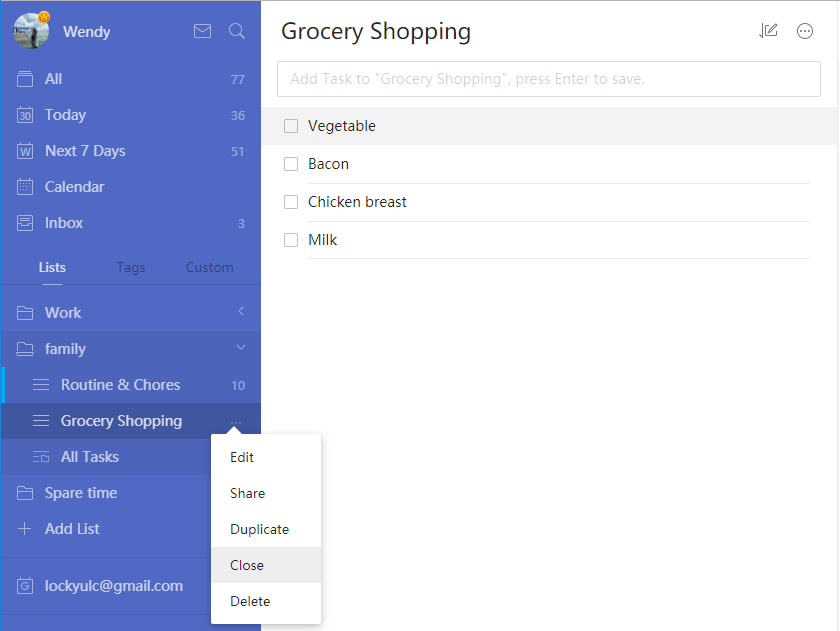 Wendy
All 77
30 Today 36
W Next 7 Days 51
Calendar
Inbox 3
Lists Tags Custom
Work
family
Routine & Chores 10
Grocery Shopping ...
All Tasks
Spare time
Add List
G lockyulc@gmail.com
Edit
Share
Duplicate
Close
Delete
Grocery Shopping
Add Task to "Grocery Shopping", press Enter to save.
Vegetable
Bacon
Chicken breast
Milk